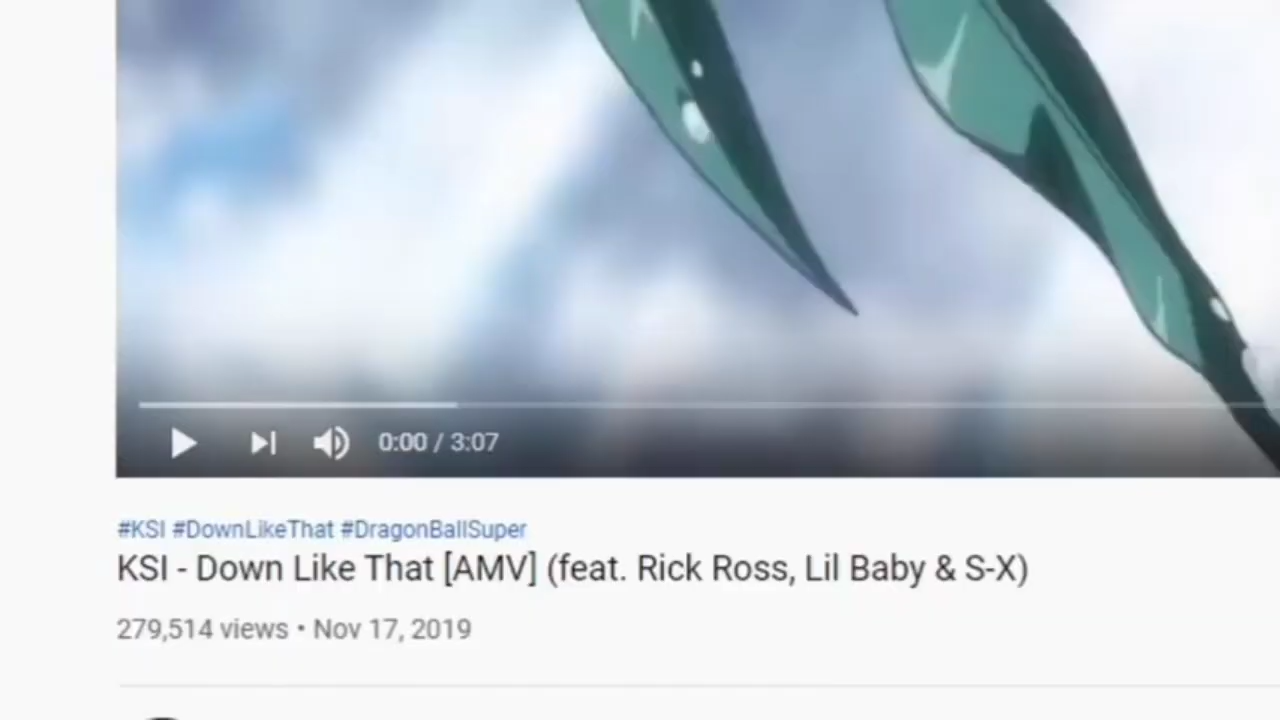 0:00 / 3:07
#KSI #DownLikeThat #DragonBallSuper
KSI - Down Like That [AMV] (feat. Rick Ross, Lil Baby & S-X)
279,514 views • Nov 17, 2019